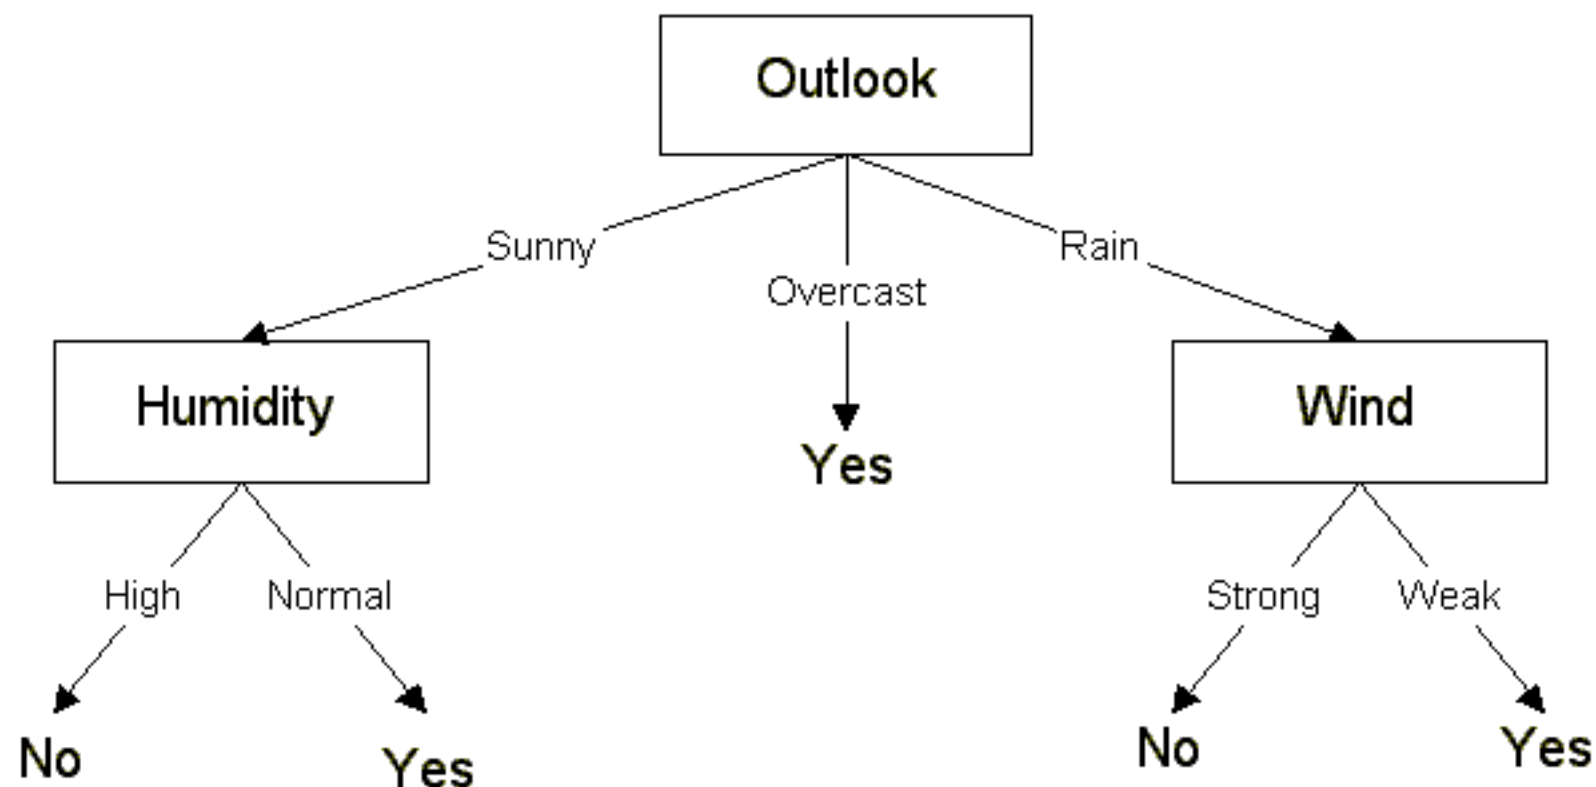 Outlook
Sunny
Overcast
Rain
Humidity
Yes
Wind
High
Normal
Strong
Weak
No
Yes
No
Yes